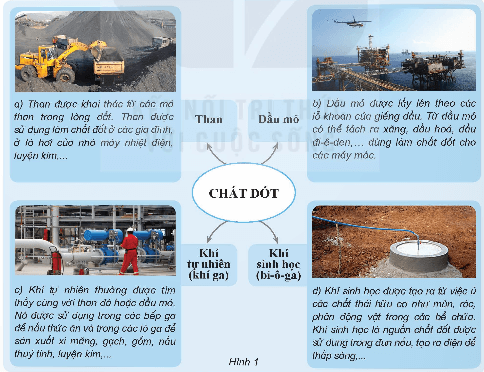 a) Than được khai thác từ các mỏ
than trong lòng đất. Than được
sử dụng làm chất đốt ở các gia đình,
ở lò hơi của nhà máy nhiệt điện,
luyện kim,...
Than
Dầu mỏ
b) Dầu mỏ được lấy lên theo các
lỗ khoan của giếng dầu. Từ dầu mỏ
có thể tách ra xăng, dầu hoả, dầu
đi-ê-den,... dùng làm chất đốt cho
các máy móc.
CHẤT ĐỐT
Khí
tự nhiên
(khí ga)
Khí
sinh học
(bi-ô-ga)
c) Khí tự nhiên thường được tìm
thấy cùng với than đá hoặc dầu mỏ.
Nó được sử dụng trong các bếp ga
để nấu thức ăn và trong các lò ga để
sản xuất xi măng, gạch, gốm, nấu
thuỷ tinh, luyện kim,...
d) Khí sinh học được tạo ra từ việc ủ
các chất thải hữu cơ như mùn, rác,
phân động vật trong các bể chứa.
Khí sinh học là nguồn chất đốt được
sử dụng trong đun nấu, tạo ra điện để
thắp sáng,...
Hình 1